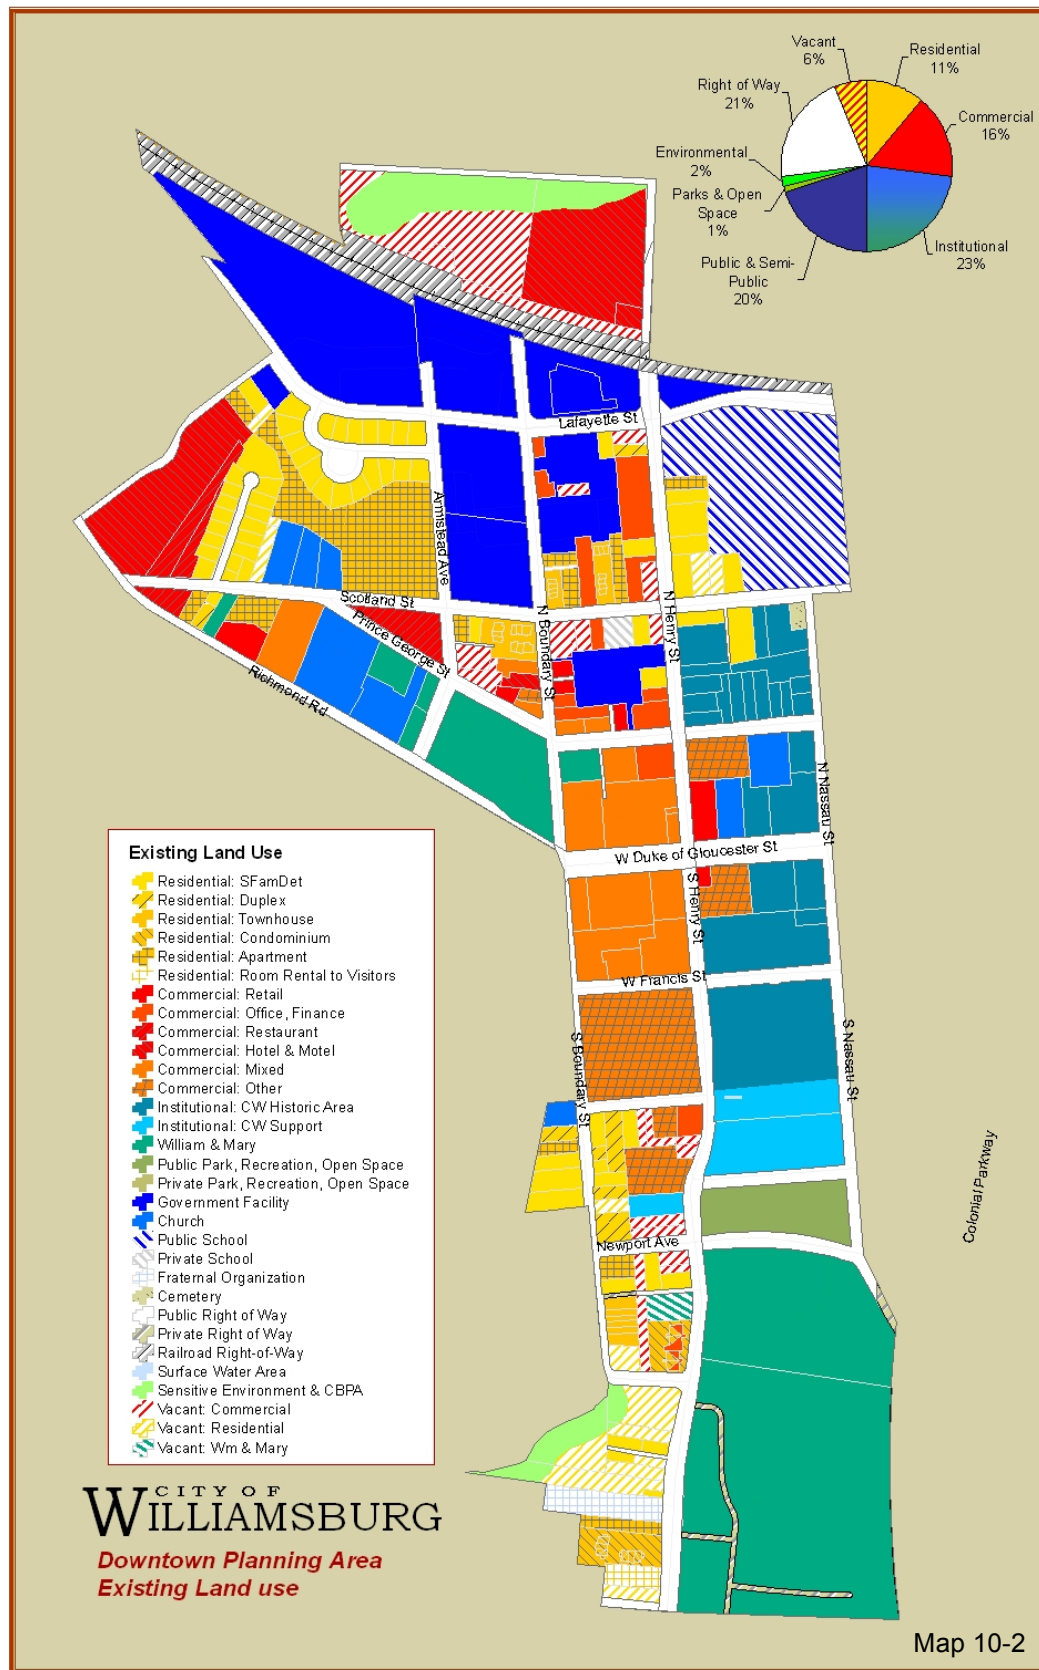 Vacant
6%
Residential
11%
Right of Way
21%
Commercial
16%
Environmental
2%
Parks & Open
Space
1%
Institutional
23%
Public & Semi-
Public
20%
Lafayette St
Armistead Ave
Scotland St
Prince George St
Richmond Rd
N Boundary St
N Henry St
N Nassau St
W Duke of Gloucester St
S Henry St
W Francis St
S Boundary St
S Nassau St
Newport Ave
Colonial Parkway
Existing Land Use
Residential: SFamDet
Residential: Duplex
Residential: Townhouse
Residential: Condominium
Residential: Apartment
Residential: Room Rental to Visitors
Commercial: Retail
Commercial: Office, Finance
Commercial: Restaurant
Commercial: Hotel & Motel
Commercial: Mixed
Commercial: Other
Institutional: CW Historic Area
Institutional: CW Support
William & Mary
Public Park, Recreation, Open Space
Private Park, Recreation, Open Space
Government Facility
Church
Public School
Private School
Fraternal Organization
Cemetery
Public Right of Way
Private Right of Way
Railroad Right-of-Way
Surface Water Area
Sensitive Environment & CBPA
Vacant: Commercial
Vacant: Residential
Vacant: Wm & Mary
CITY OF
WILLIAMSBURG
Downtown Planning Area
Existing Land use
Map 10-2